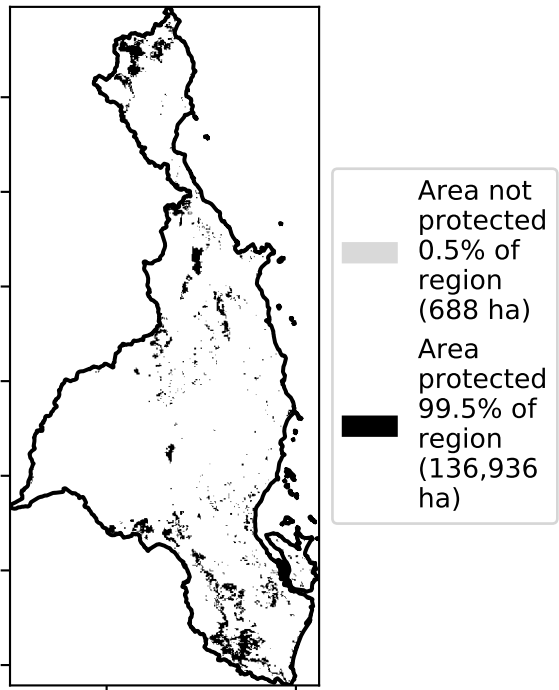 Area not
protected
0.5% of
region
(688 ha)
Area
protected
99.5% of
region
(136,936
ha)